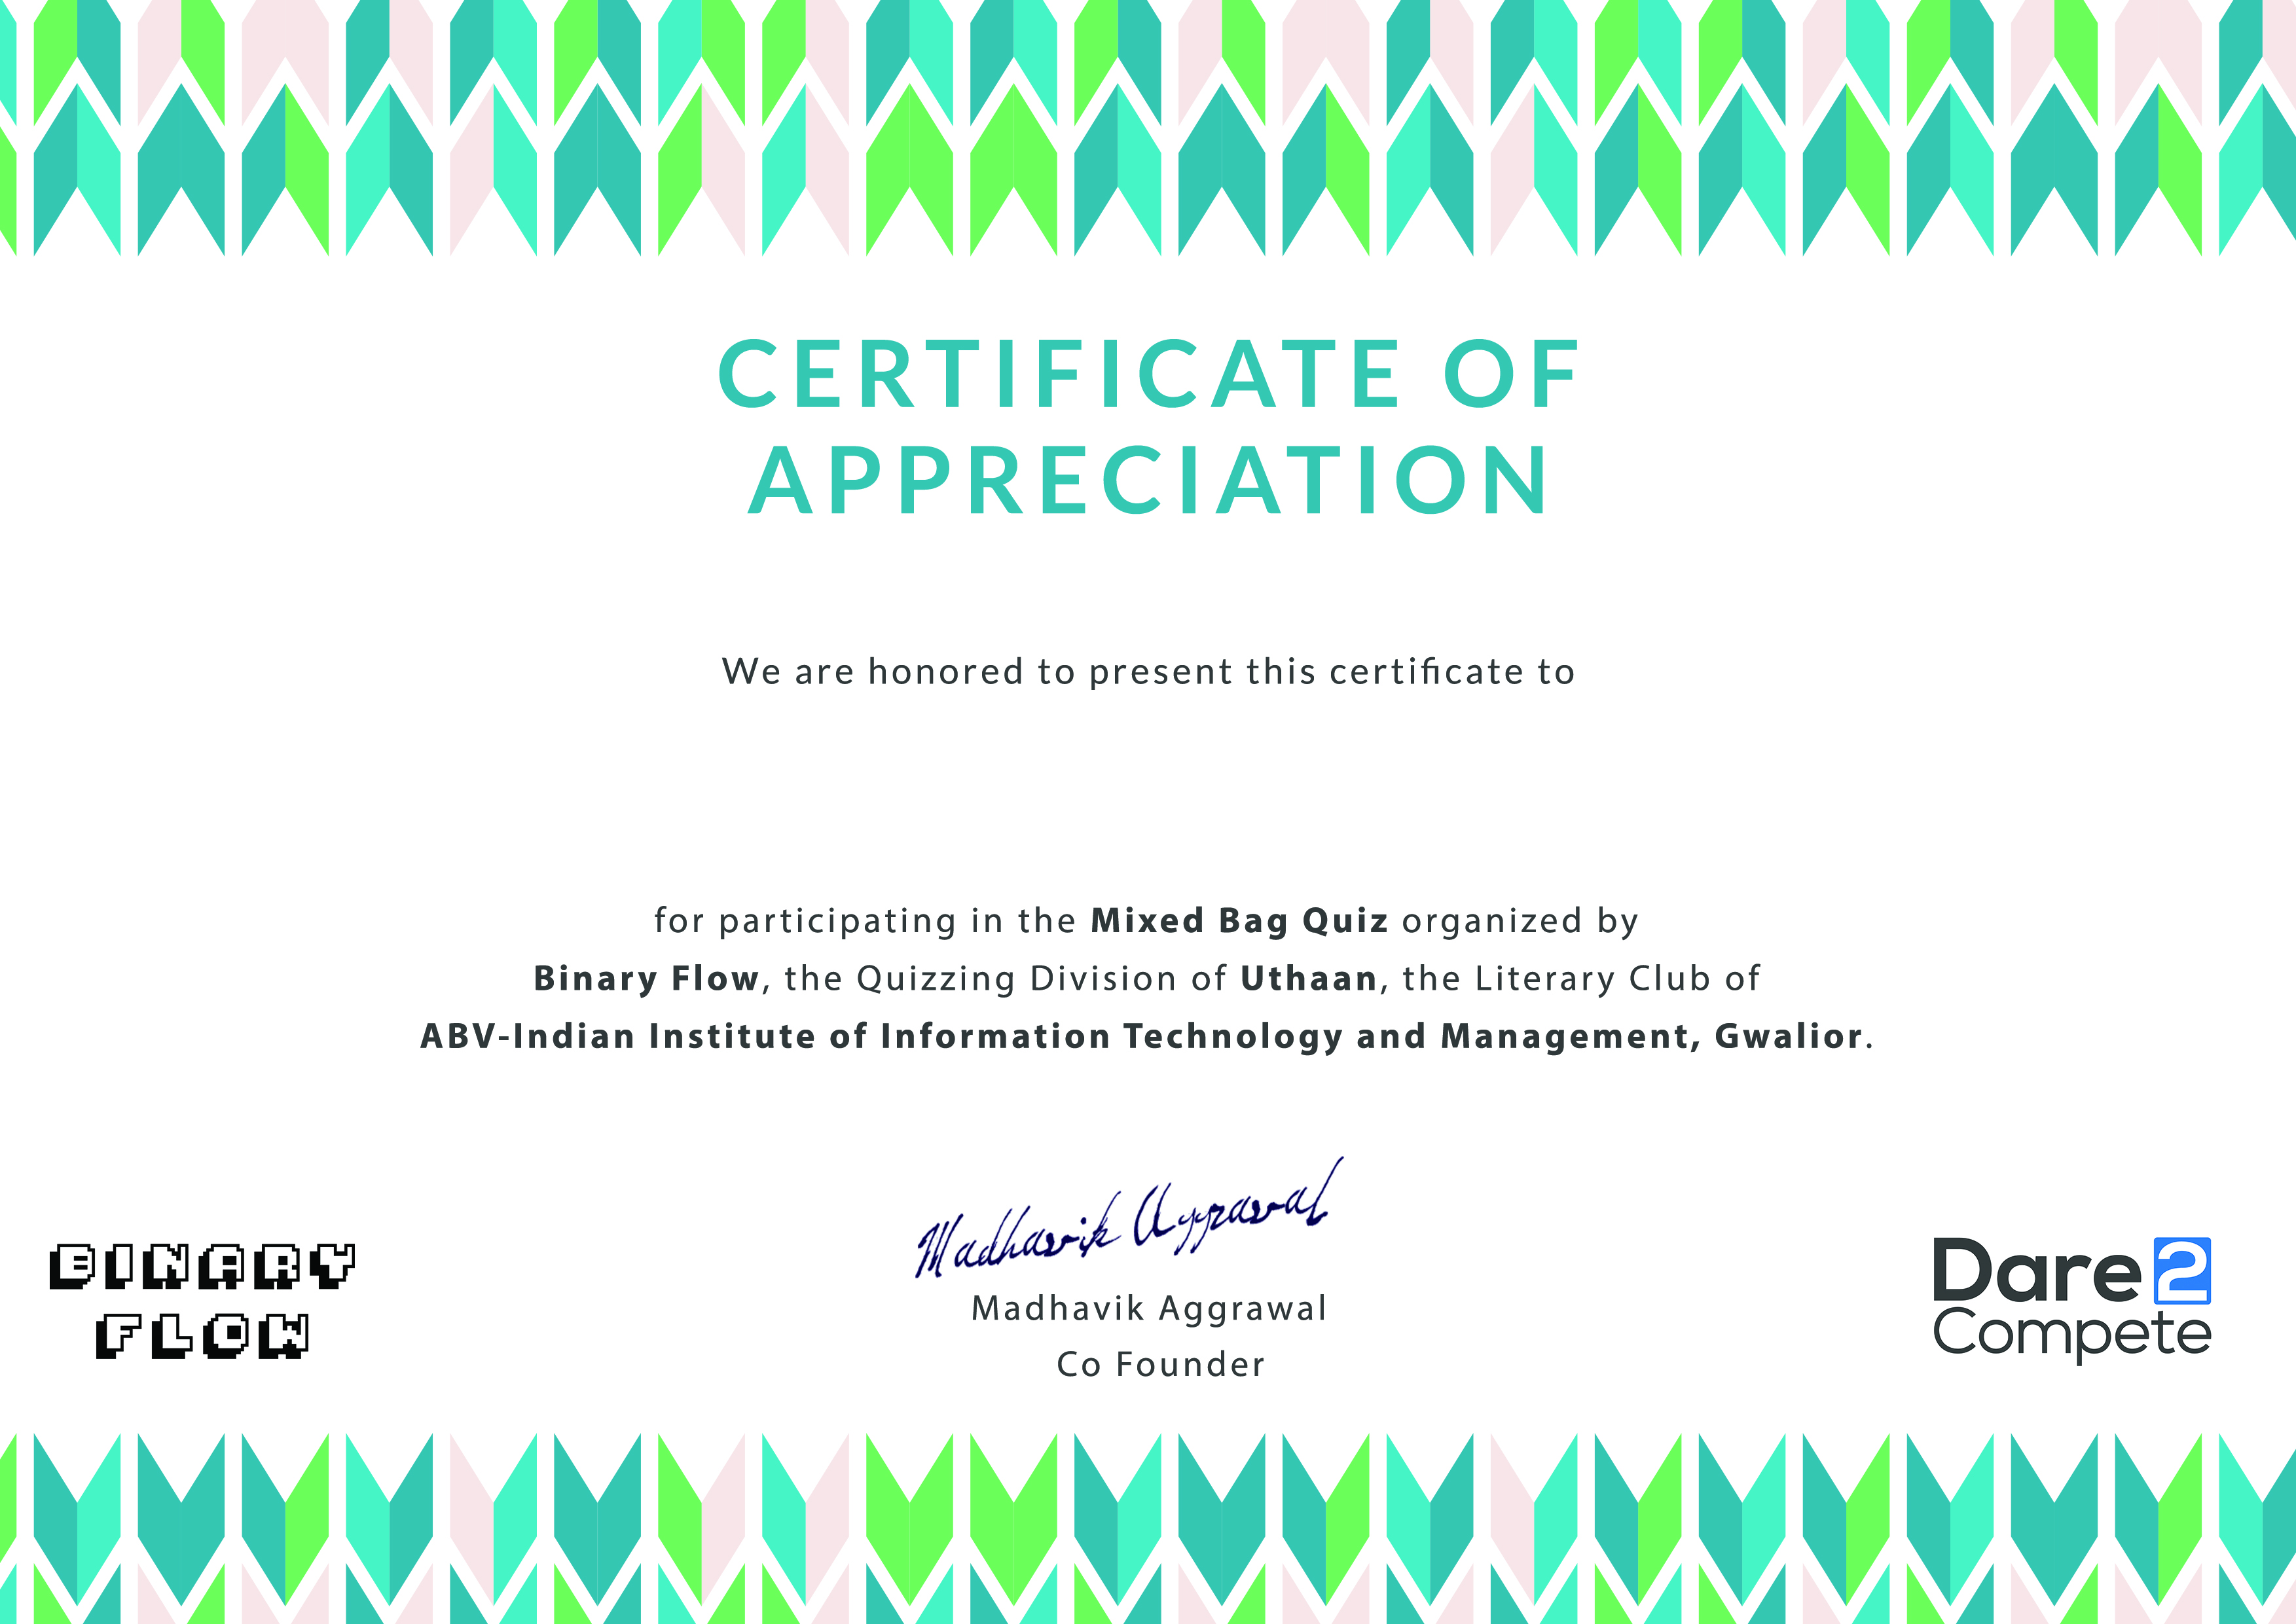 CERTIFICATE OF
APPRECIATION
We are honored to present this certificate to
for participating in the Mixed Bag Quiz organized by
Binary Flow, the Quizzing Division of Uthaan, the Literary Club of
ABV-Indian Institute of Information Technology and Management, Gwalior.
Madhavik Aggrawal
Madhavik Aggrawal
Co Founder
BINARY
FLOW
Dare2
Compete